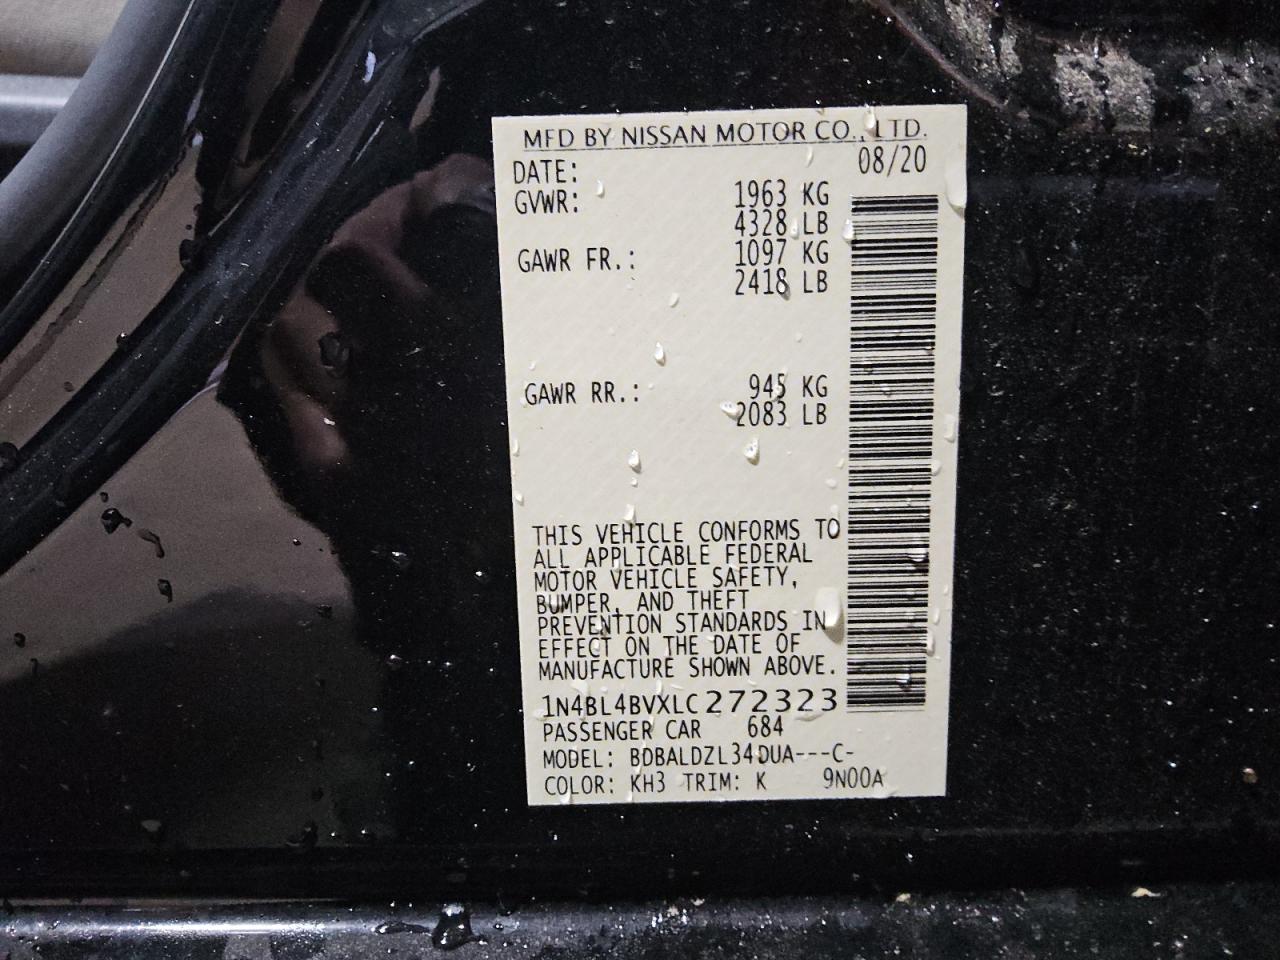 MFD BY NISSAN MOTOR CO., LTD.
DATE: 08/20
GVWR: 1963 KG
4328 LB
GAWR FR.: 1097 KG
2418 LB
GAWR RR.: 945 KG
2083 LB
THIS VEHICLE CONFORMS TO
ALL APPLICABLE FEDERAL
MOTOR VEHICLE SAFETY,
BUMPER, AND THEFT
PREVENTION STANDARDS IN
EFFECT ON THE DATE OF
MANUFACTURE SHOWN ABOVE.
1N4BL4BVXLC272323
PASSENGER CAR 684
MODEL: BDBALDZL34DUA---C-
COLOR: KH3 TRIM: K 9N00A